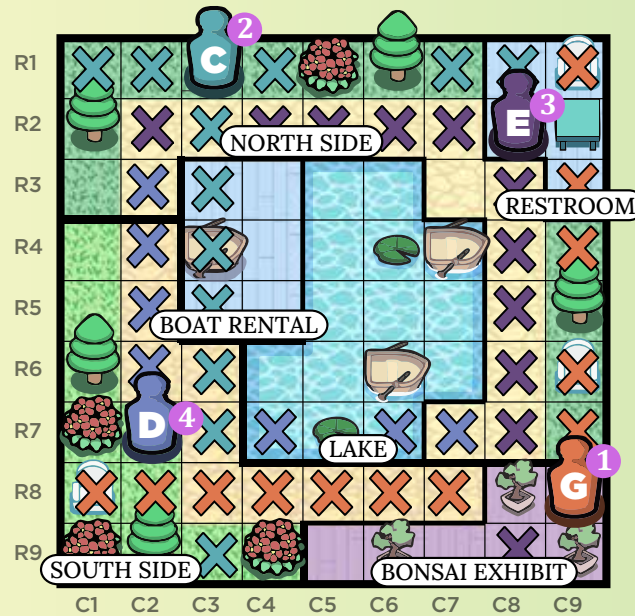 2
R1
C
3
R2
E
NORTH SIDE
R3
RESTROOM
R4
R5
BOAT RENTAL
R6
D
4
R7
1
LAKE
R8
G
R9
SOUTH SIDE
BONSAI EXHIBIT
C1 C2 C3 C4 C5 C6 C7 C8 C9